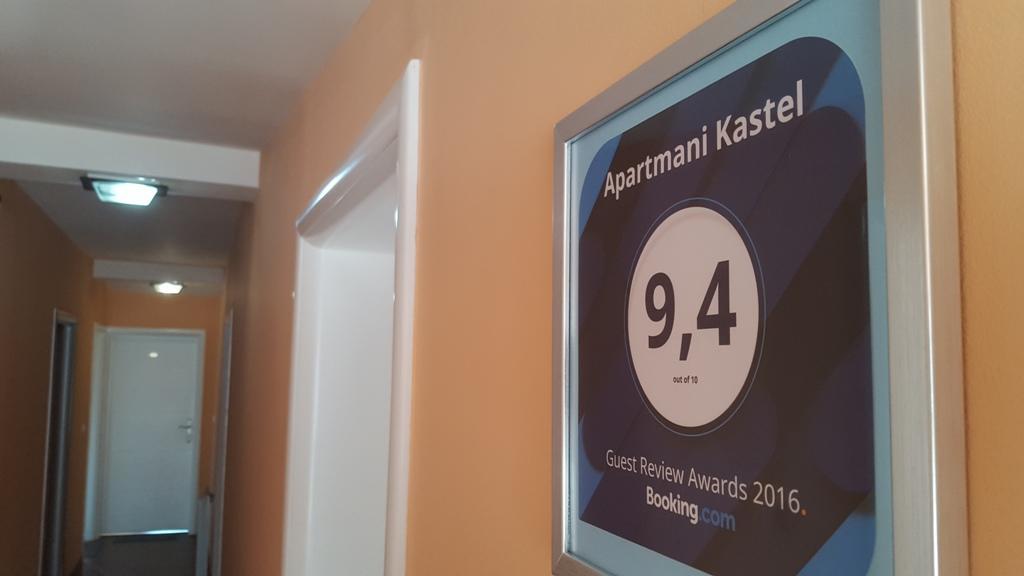 Apartmani Kastel
9,4
out of 10
Guest Review Awards 2016.
Booking.com